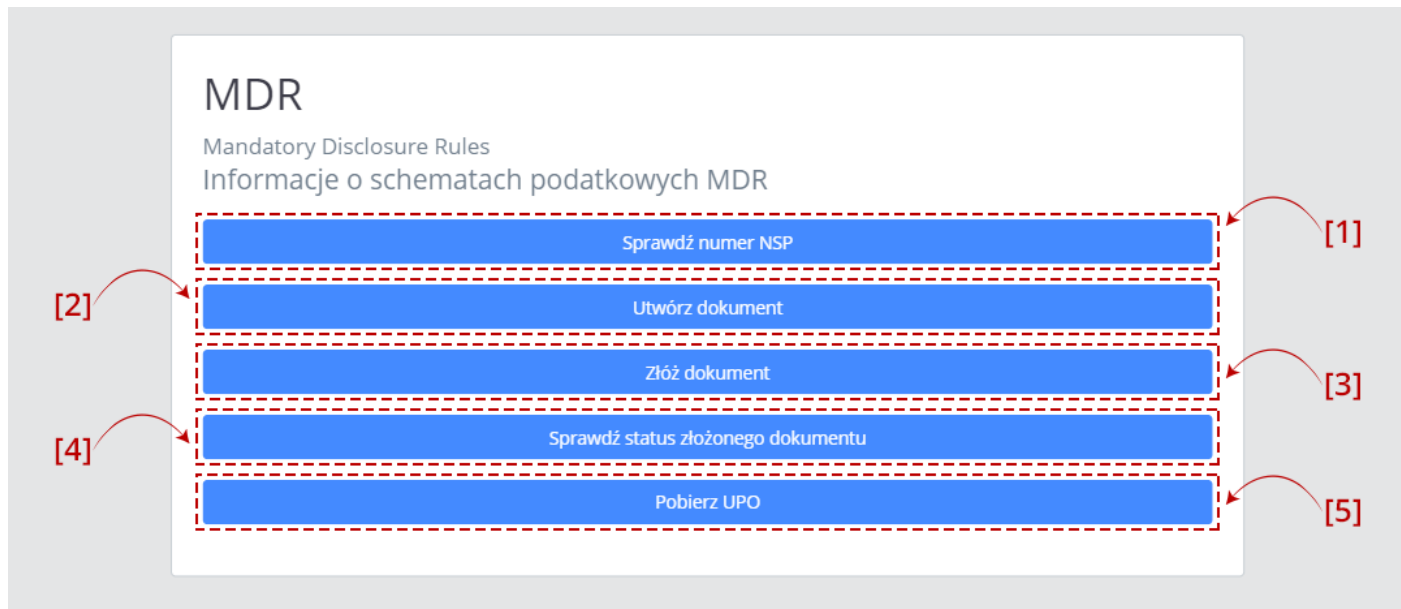 MDR
Mandatory Disclosure Rules
Informacje o schematach podatkowych MDR
Sprawdź numer NSP
[1]
[2]
Utwórz dokument
Złóż dokument
[3]
[4]
Sprawdź status złożonego dokumentu
Pobierz UPO
[5]